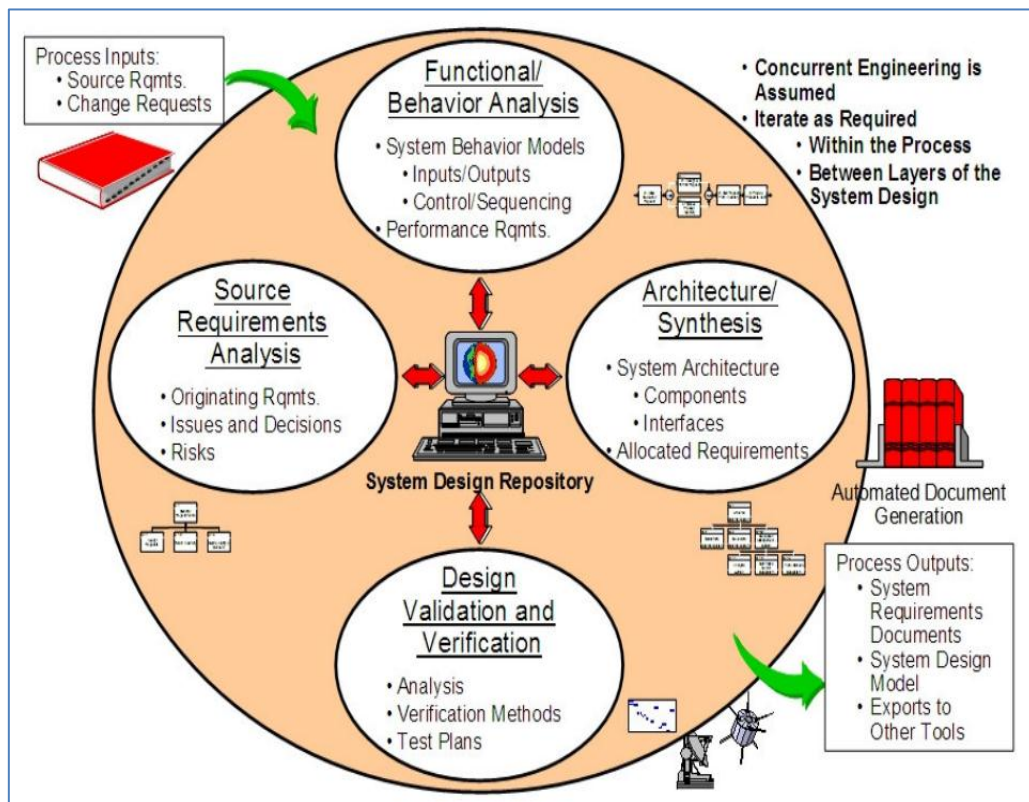 Process Inputs:
• Source Rqmts.
• Change Requests
Functional/
Behavior Analysis
• System Behavior Models
• Inputs/Outputs
• Control/Sequencing
• Performance Rqmts.
• Concurrent Engineering is
Assumed
• Iterate as Required
• Within the Process
• Between Layers of the
System Design
Source
Requirements
Analysis
• Originating Rqmts.
• Issues and Decisions
• Risks
System Design Repository
Architecture/
Synthesis
• System Architecture
• Components
• Interfaces
• Allocated Requirements
Automated Document
Generation
Design
Validation and
Verification
• Analysis
• Verification Methods
• Test Plans
Process Outputs:
• System
Requirements
Documents
• System Design
Model
• Exports to
Other Tools